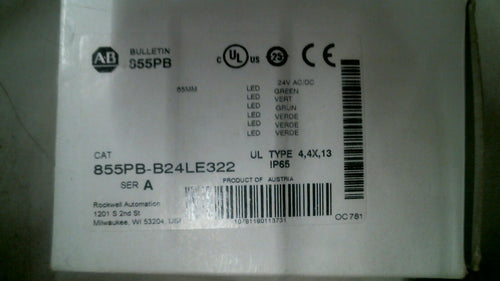 AB
BULLETIN
855PB
C UL US
CE
65MM
24V AC/DC
LED GREEN
LED VERT
LED GRÜN
LED VERDE
LED VERDE
LED VERDE
CAT
855PB-B24LE322
UL TYPE 4,4X,13
IP65
SER A
PRODUCT OF AUSTRIA
Rockwell Automation
1201 S 2nd St
Milwaukee, WI 53204, USA
OC781